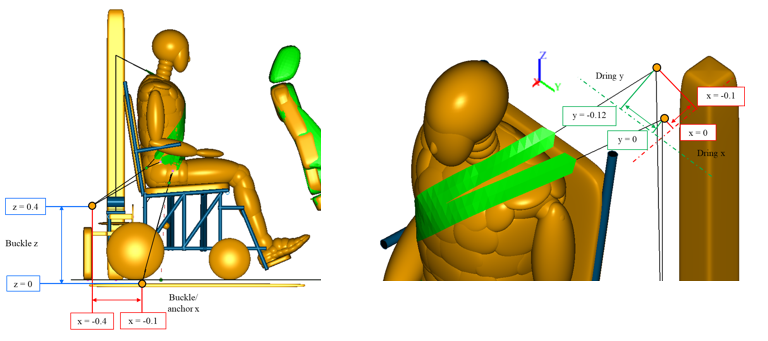 z = 0.4
Buckle z
z = 0
Buckle/
anchor x
x = -0.4
x = -0.1
Z
Y
X
Dring y
x = -0.1
y = -0.12
x = 0
y = 0
Dring x